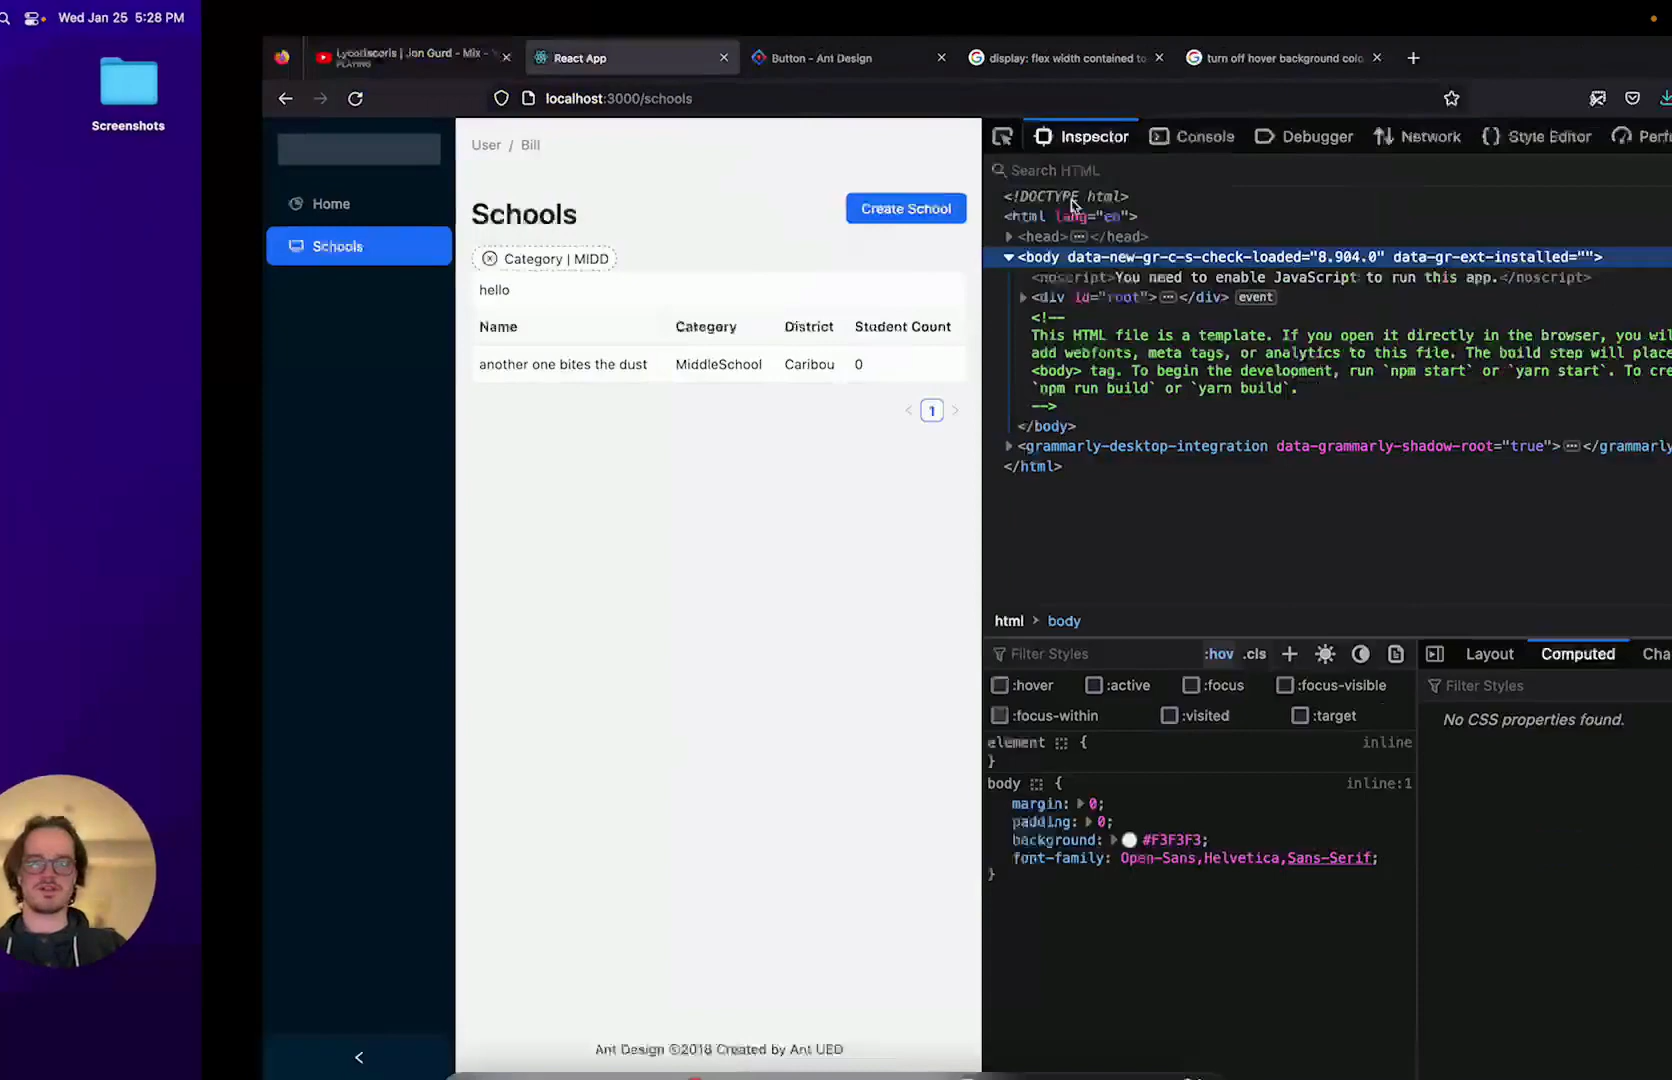 Wed Jan 25 5:28 PM
Screenshots
Lycoriscoris | Jon Gurd - Mix -
PLAYING
React App
Button - Ant Design
display: flex width contained to
turn off hover background colo
localhost:3000/schools
Home
Schools
User / Bill
Schools
Create School
Category | MIDD
hello
Name Category District Student Count
another one bites the dust MiddleSchool Caribou 0
< 1 >
Ant Design ©2018 Created by Ant UED
Inspector Console Debugger Network Style Editor Perf
Search HTML
<!DOCTYPE html>
<html lang="en">
<head> </head>
<body data-new-gr-c-s-check-loaded="8.904.0" data-gr-ext-installed="">
<noscript>You need to enable JavaScript to run this app.</noscript>
<div id="root"> </div> event
<!--
This HTML file is a template. If you open it directly in the browser, you wil
add webfonts, meta tags, or analytics to this file. The build step will place
<body> tag. To begin the development, run `npm start` or `yarn start`. To cre
`npm run build` or `yarn build`.
-->
</body>
<grammarly-desktop-integration data-grammarly-shadow-root="true"> </grammarly
</html>
html > body
Filter Styles :hov .cls +
:hover :active :focus :focus-visible
:focus-within :visited :target
element { inline
}
body { inline:1
margin: 0;
padding: 0;
background: #F3F3F3;
font-family: Open-Sans,Helvetica,Sans-Serif;
}
Layout Computed Cha
Filter Styles
No CSS properties found.